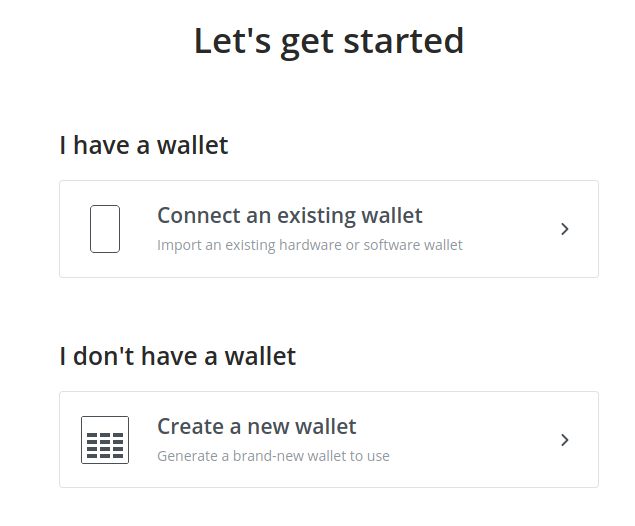 Let's get started
I have a wallet
Connect an existing wallet
Import an existing hardware or software wallet
I don't have a wallet
Create a new wallet
Generate a brand-new wallet to use